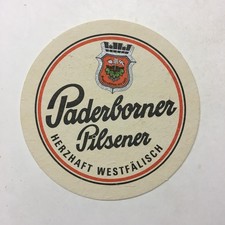 Paderborner
Pilsener
HERZHAFT WESTFÄLISCH